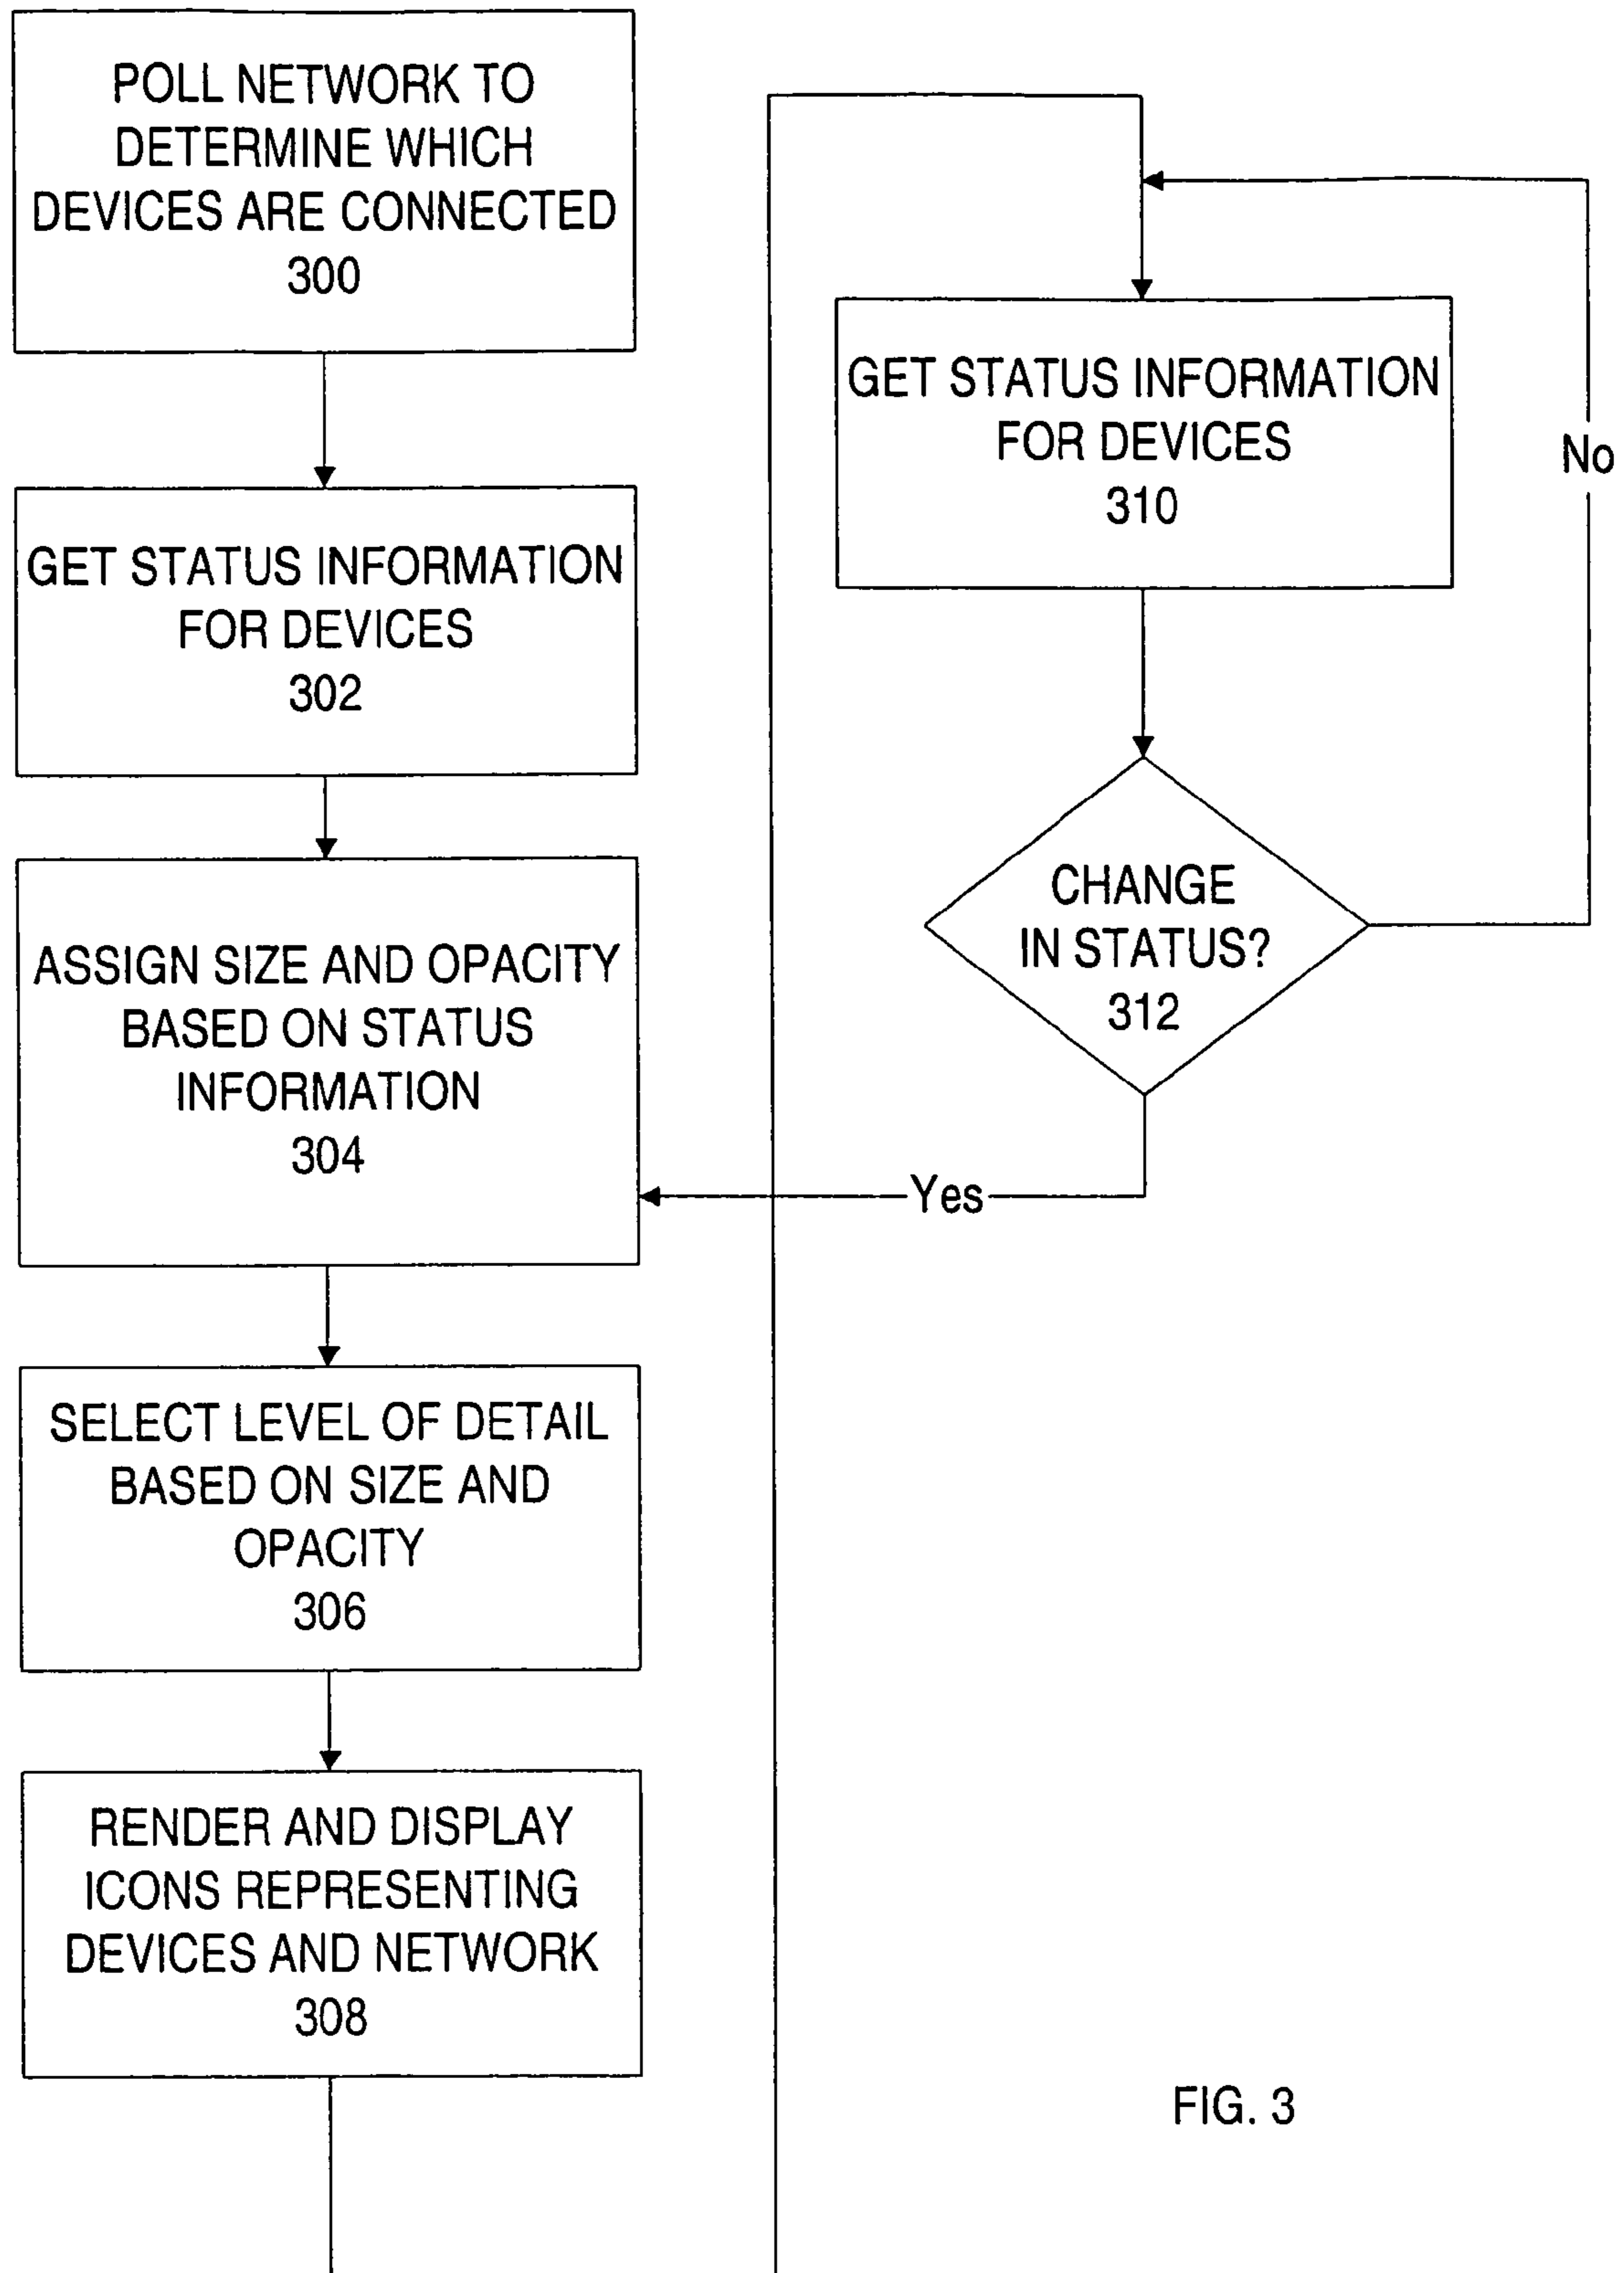 POLL NETWORK TO
DETERMINE WHICH
DEVICES ARE CONNECTED
300
GET STATUS INFORMATION
FOR DEVICES
302
ASSIGN SIZE AND OPACITY
BASED ON STATUS
INFORMATION
304
SELECT LEVEL OF DETAIL
BASED ON SIZE AND
OPACITY
306
RENDER AND DISPLAY
ICONS REPRESENTING
DEVICES AND NETWORK
308
GET STATUS INFORMATION
FOR DEVICES
310
No
CHANGE
IN STATUS?
312
Yes
FIG. 3